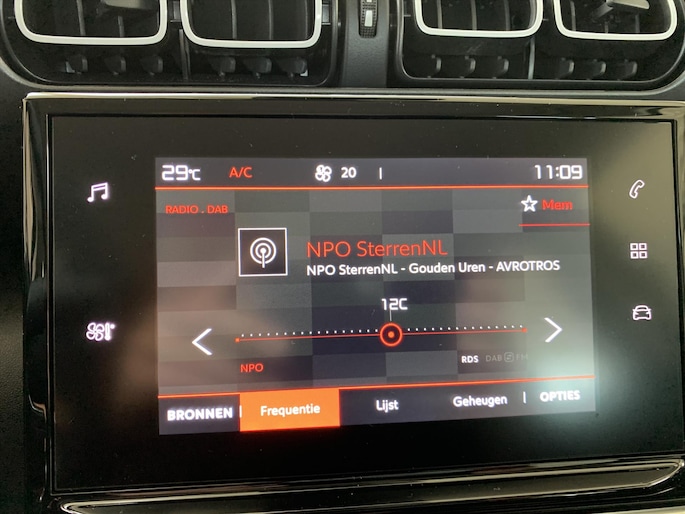 29°C A/C 20 11:09
RADIO . DAB Mem
NPO SterrenNL
NPO SterrenNL - Gouden Uren - AVROTROS
12C
NPO RDS DAB FM
BRONNEN Frequentie Lijst Geheugen OPTIES